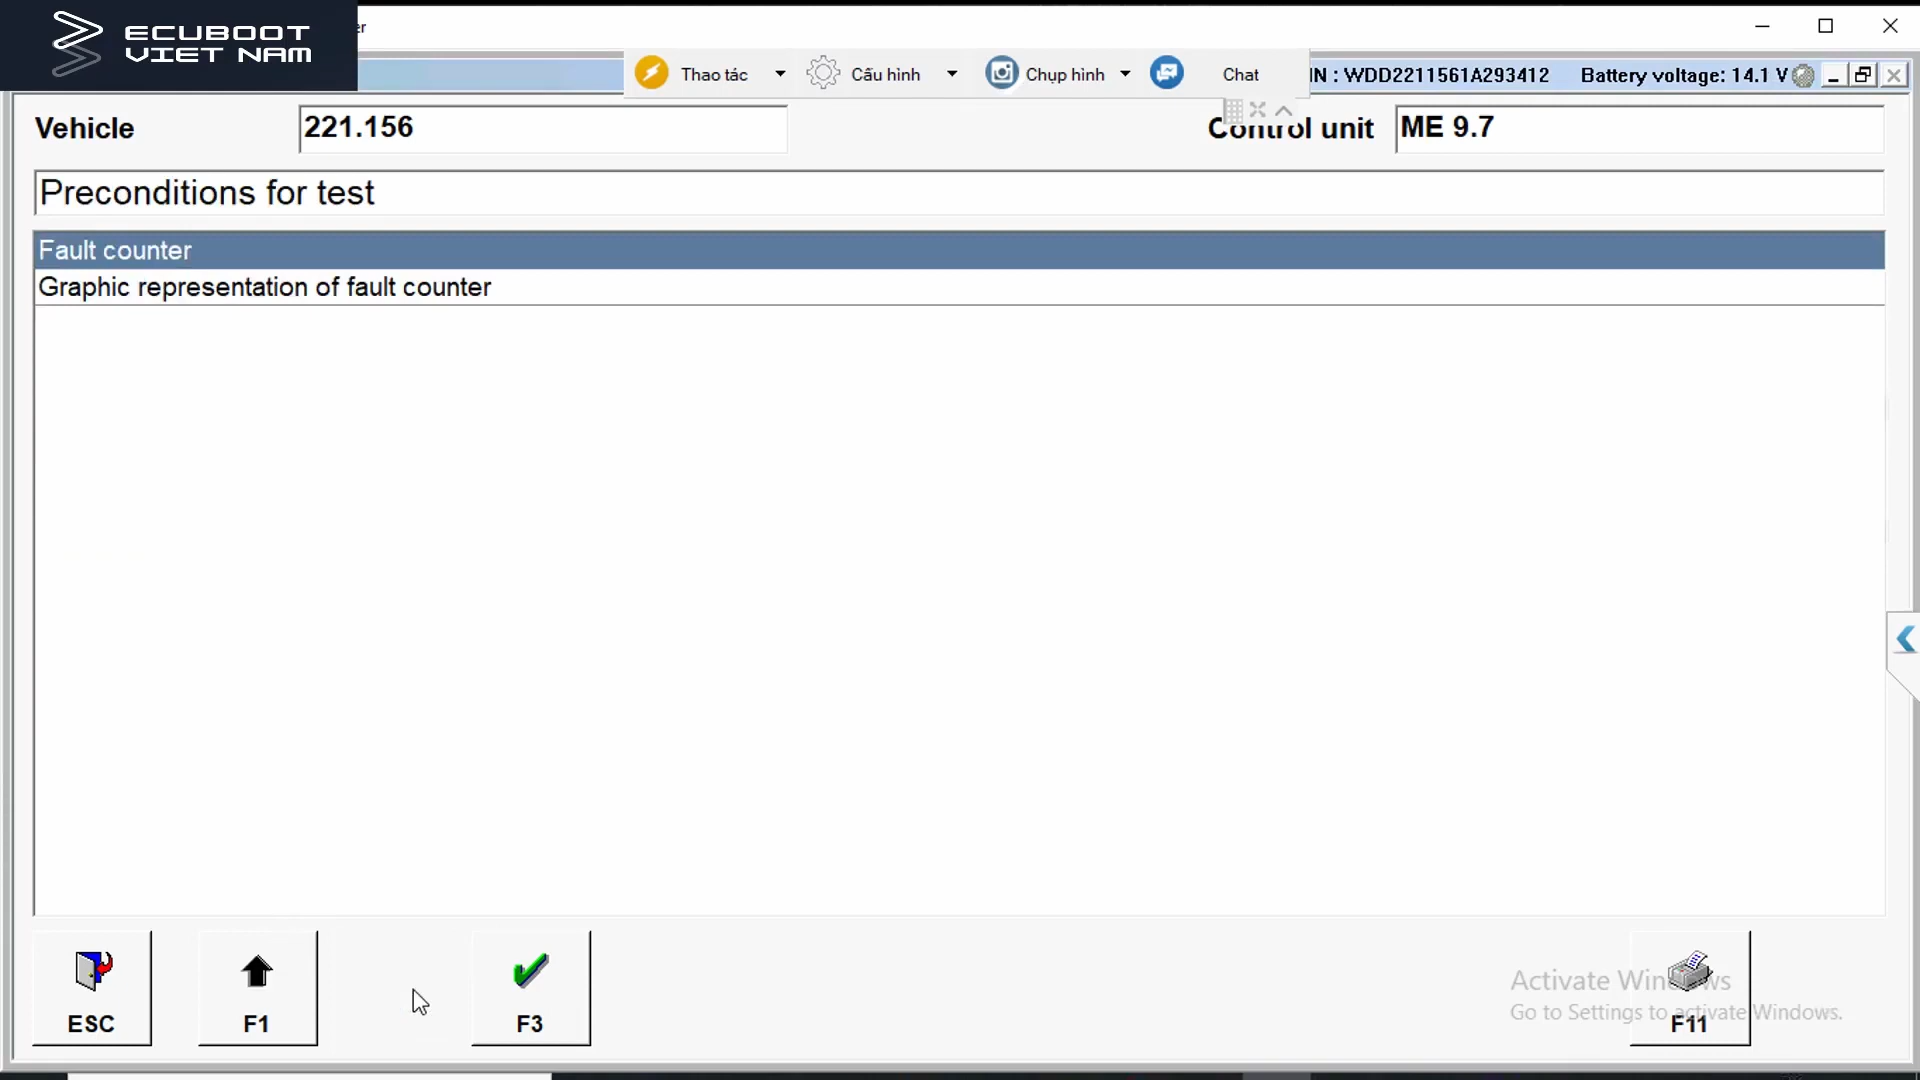 ECUBOOT
VIET NAM
er
Thao tác
Cấu hình
Chụp hình
Chat
IN : WDD2211561A293412
Battery voltage: 14.1 V
Vehicle
221.156
Control unit
ME 9.7
Preconditions for test
Fault counter
Graphic representation of fault counter
ESC
F1
F3
F11
Activate Windows
Go to Settings to activate Windows.